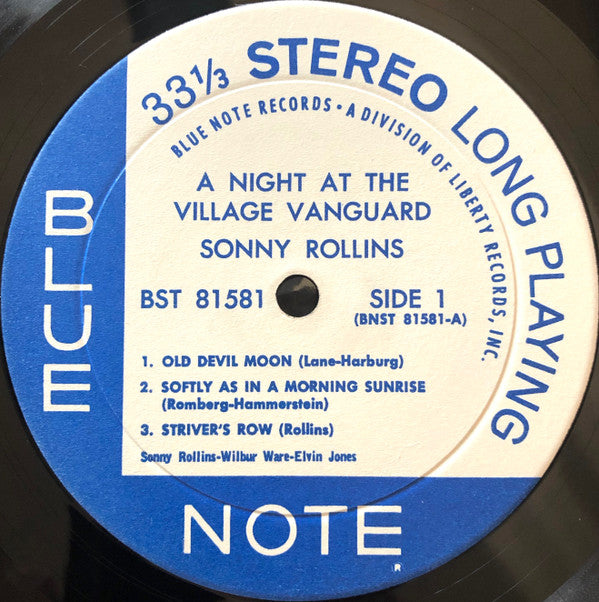 33 1/3 STEREO LONG PLAYING
BLUE NOTE RECORDS • A DIVISION OF LIBERTY RECORDS, INC.
A NIGHT AT THE
VILLAGE VANGUARD
SONNY ROLLINS
BST 81581 SIDE 1
(BNST 81581-A)
1. OLD DEVIL MOON (Lane-Harburg)
2. SOFTLY AS IN A MORNING SUNRISE
(Romberg-Hammerstein)
3. STRIVER'S ROW (Rollins)
Sonny Rollins-Wilbur Ware-Elvin Jones
BLUE
NOTE
R